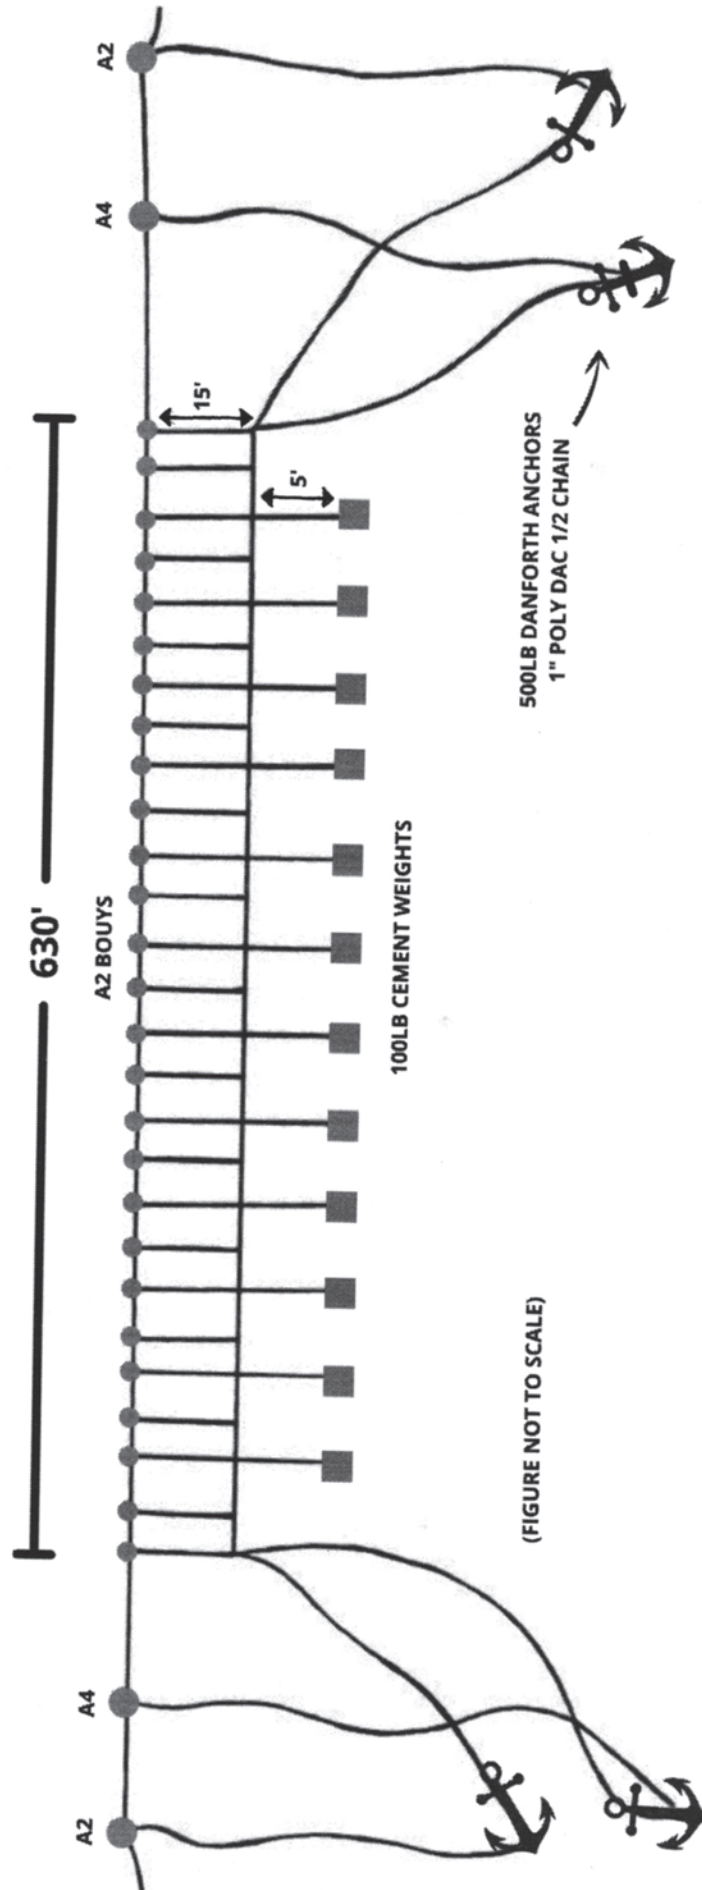 630'
A2
A4
A2 BOUYS
A4
A2
15'
5'
100LB CEMENT WEIGHTS
500LB DANFORTH ANCHORS
1" POLY DAC 1/2 CHAIN
(FIGURE NOT TO SCALE)